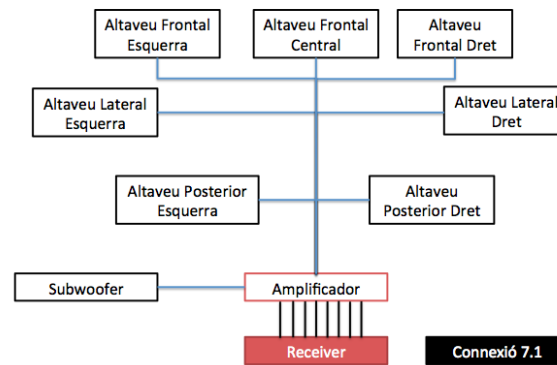 Altaveu Frontal
Esquerra
Altaveu Frontal
Central
Altaveu
Frontal Dret
Altaveu Lateral
Esquerra
Altaveu Lateral
Dret
Altaveu Posterior
Esquerra
Altaveu
Posterior Dret
Subwoofer
Amplificador
Receiver
Connexió 7.1